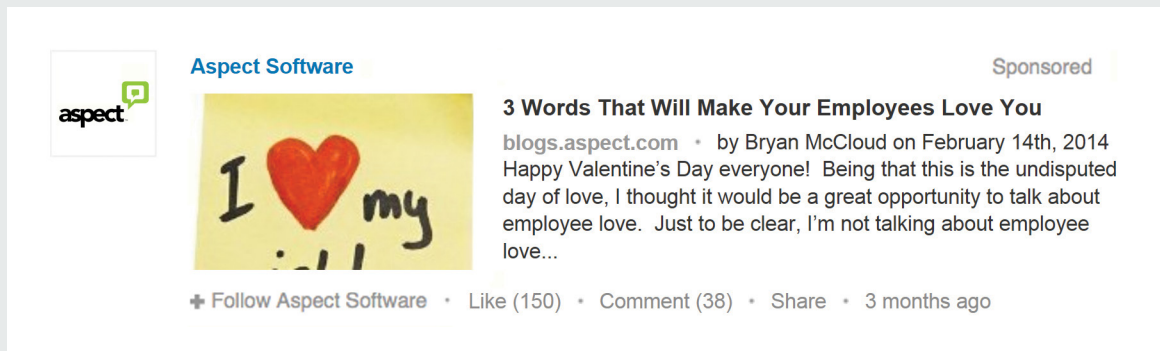 aspect
Aspect Software
Sponsored
I
my
3 Words That Will Make Your Employees Love You
blogs.aspect.com • by Bryan McCloud on February 14th, 2014
Happy Valentine's Day everyone!  Being that this is the undisputed
day of love, I thought it would be a great opportunity to talk about
employee love.  Just to be clear, I'm not talking about employee
love...
Follow Aspect Software • Like (150) • Comment (38) • Share • 3 months ago